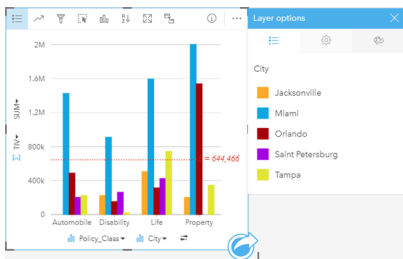 Layer options
2M
1.6M
1.2M
800k
400k
0
SUM
TIV
= 644,466
Automobile Disability Life Property
Policy_Class City
City
Jacksonville
Miami
Orlando
Saint Petersburg
Tampa